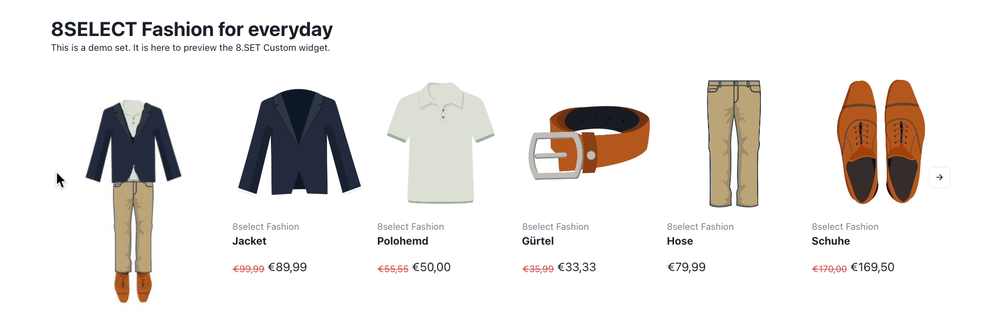 8SELECT Fashion for everyday
This is a demo set. It is here to preview the 8.SET Custom widget.
8select Fashion
Jacket
€99,99 €89,99
8select Fashion
Polohemd
€55,55 €50,00
8select Fashion
Gürtel
€35,99 €33,33
8select Fashion
Hose
€79,99
8select Fashion
Schuhe
€170,00 €169,50